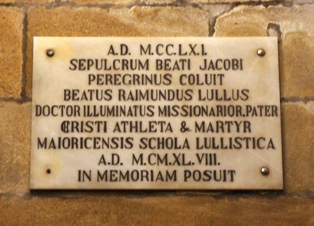 A.D. M.CC.LX.I.
SEPULCRUM BEATI JACOBI
PEREGRINUS COLUIT
BEATUS RAIMUNDUS LULLUS
DOCTOR ILLUMINATUS MISSIONARIOR. PATER
CRISTI ATHLETA & MARTYR
MAIORICENSIS SCHOLA LULLISTICA
A.D. M.CM.XL.VIII.
IN MEMORIAM POSUIT